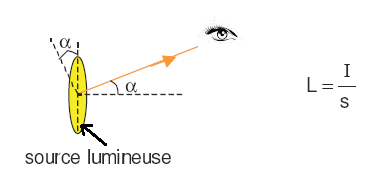 α
α
L = I
s
source lumineuse